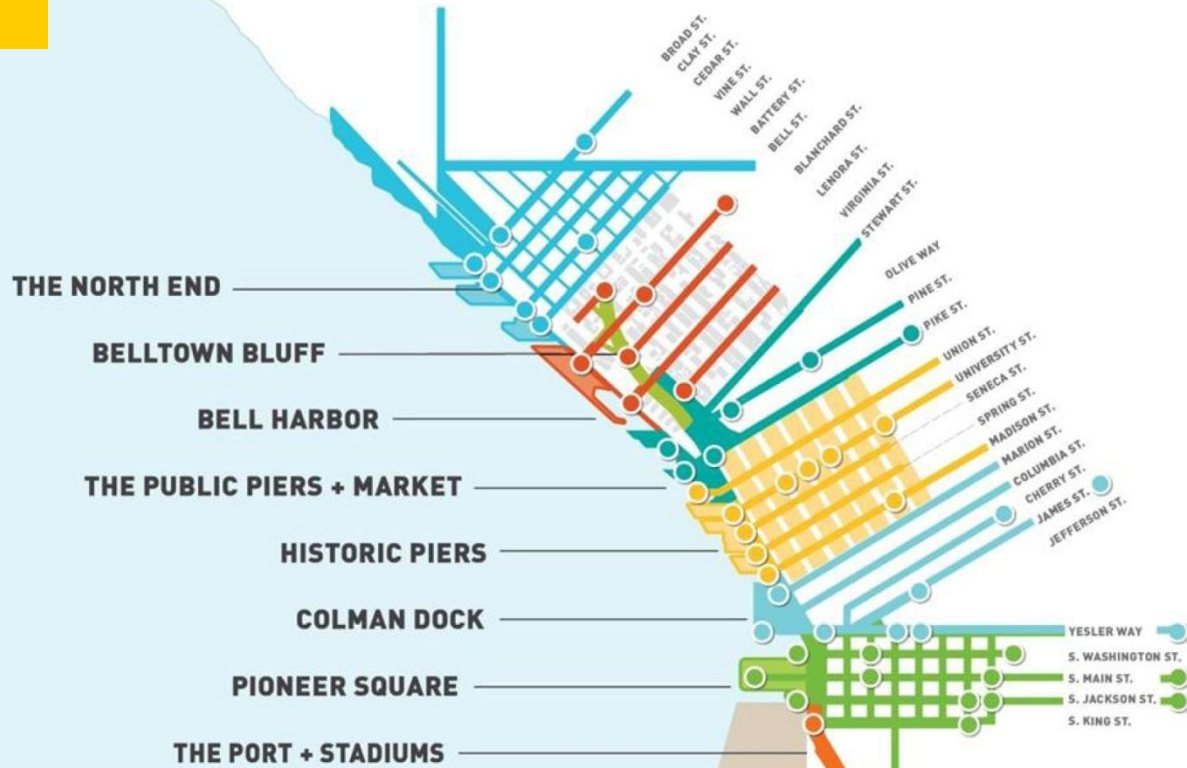 BROAD ST.
CLAY ST.
CEDAR ST.
VINE ST.
WALL ST.
BATTERY ST.
BELL ST.
BLANCHARD ST.
LENORA ST.
VIRGINIA ST.
STEWART ST.
OLIVE WAY
PINE ST.
PIKE ST.
UNION ST.
UNIVERSITY ST.
SENECA ST.
SPRING ST.
MADISON ST.
MARION ST.
COLUMBIA ST.
CHERRY ST.
JAMES ST.
JEFFERSON ST.
YESLER WAY
S. WASHINGTON ST.
S. MAIN ST.
S. JACKSON ST.
S. KING ST.
THE NORTH END
BELLTOWN BLUFF
BELL HARBOR
THE PUBLIC PIERS + MARKET
HISTORIC PIERS
COLMAN DOCK
PIONEER SQUARE
THE PORT + STADIUMS